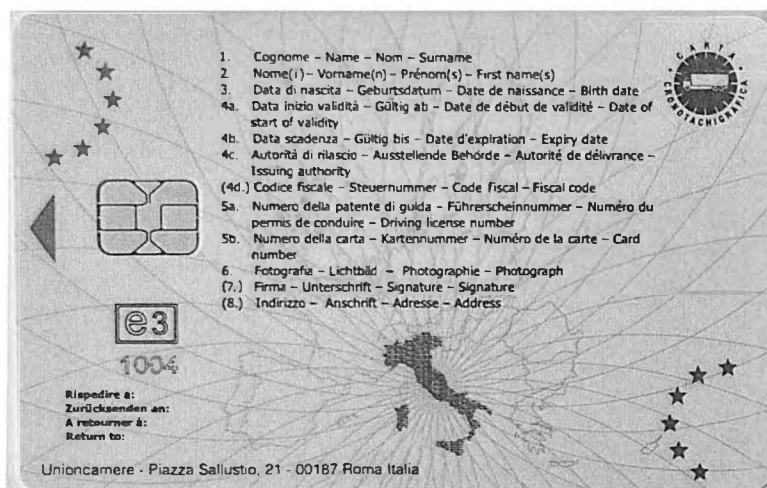 1. Cognome – Name – Nom – Surname
2. Nome(i) – Vorname(n) – Prénom(s) – First name(s)
3. Data di nascita – Geburtsdatum – Date de naissance – Birth date
4a. Data inizio validità – Gültig ab – Date de début de validité – Date of
start of validity
4b. Data scadenza – Gültig bis – Date d'expiration – Expiry date
4c. Autorità di rilascio – Ausstellende Behörde – Autorité de délivrance –
Issuing authority
(4d.) Codice fiscale – Steuernummer – Code fiscal – Fiscal code
5a. Numero della patente di guida – Führerscheinnummer – Numéro du
permis de conduire – Driving license number
5b. Numero della carta – Kartennummer – Numéro de la carte – Card
number
6. Fotografia – Lichtbild – Photographie – Photograph
(7.) Firma – Unterschrift – Signature – Signature
(8.) Indirizzo – Anschrift – Adresse – Address
CARTA
CRONOTACHIGRAFICA
e3
1004
Rispedire a:
Zurücksenden an:
A retourner à:
Return to:
Unioncamere - Piazza Sallustio, 21 - 00187 Roma Italia